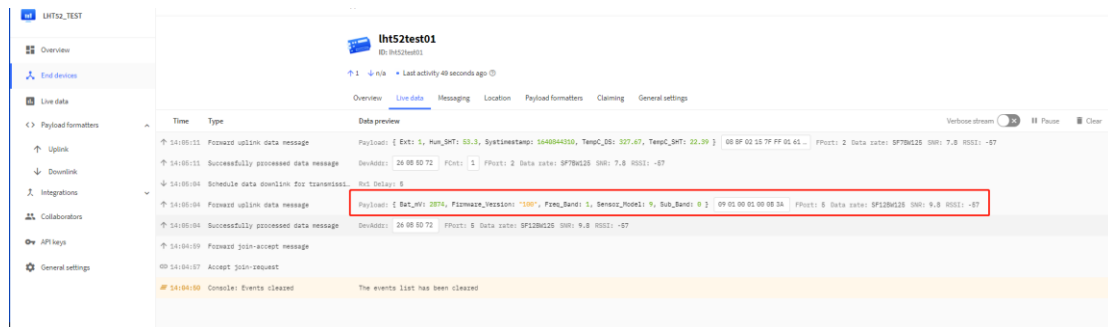 LHT52_TEST
Overview
End devices
Live data
Payload formatters
Uplink
Downlink
Integrations
Collaborators
API keys
General settings
lht52test01
ID: lht52test01
1 n/a • Last activity 49 seconds ago
Overview Live data Messaging Location Payload formatters Claiming General settings
Time Type Data preview Verbose stream Pause Clear
14:05:11 Forward uplink data message Payload: { Ext: 1, Hum_SHT: 53.3, Systimestamp: 1640844310, TempC_DS: 327.67, TempC_SHT: 22.39 } 08 BF 02 15 7F FF 01 61 … FPort: 2 Data rate: SF7BW125 SNR: 7.8 RSSI: -57
14:05:11 Successfully processed data message DevAddr: 26 0B 5D 72 FCnt: 1 FPort: 2 Data rate: SF7BW125 SNR: 7.8 RSSI: -57
14:05:04 Schedule data downlink for transmissi… Rx1 Delay: 5
14:05:04 Forward uplink data message Payload: { Bat_mV: 2874, Firmware_Version: "100", Freq_Band: 1, Sensor_Model: 9, Sub_Band: 0 } 09 01 00 01 00 0B 3A FPort: 5 Data rate: SF12BW125 SNR: 9.8 RSSI: -57
14:05:04 Successfully processed data message DevAddr: 26 0B 5D 72 FPort: 5 Data rate: SF12BW125 SNR: 9.8 RSSI: -57
14:04:59 Forward join-accept message
14:04:57 Accept join-request
14:04:50 Console: Events cleared The events list has been cleared